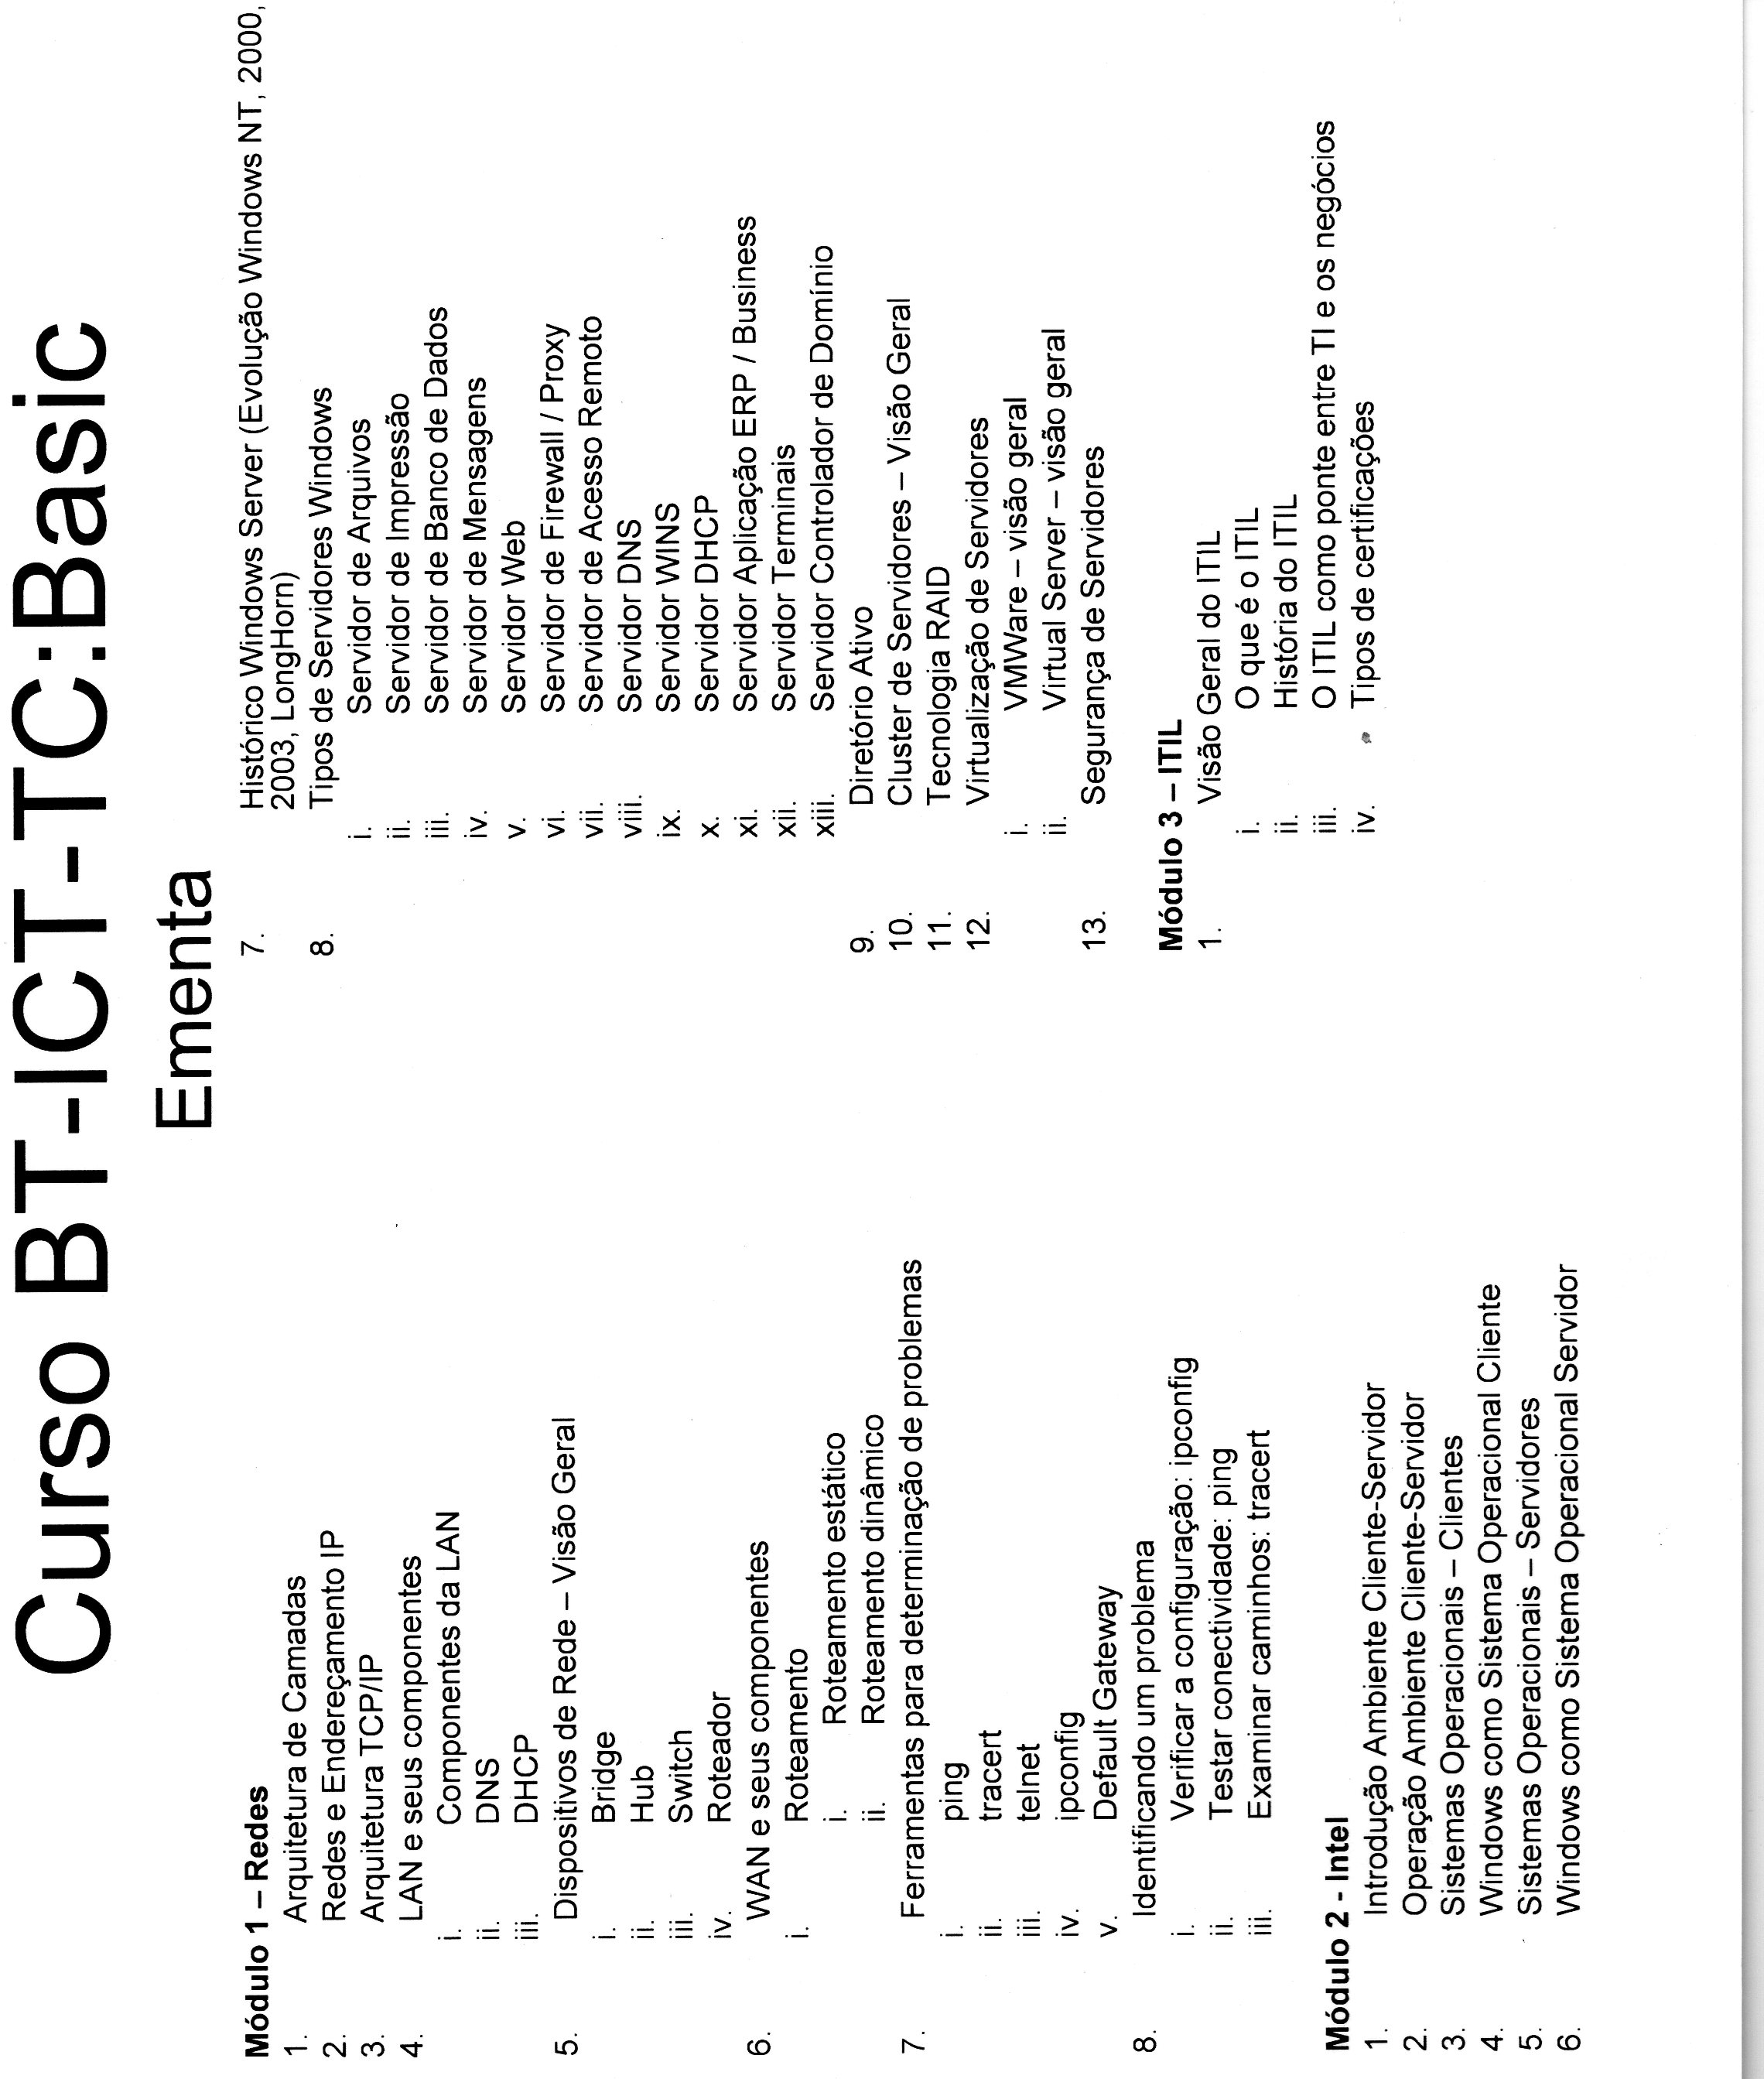 Curso BT-ICT-TC:Basic
Ementa
Módulo 1 – Redes
1. Arquitetura de Camadas
2. Redes e Endereçamento IP
3. Arquitetura TCP/IP
4. LAN e seus componentes
i. Componentes da LAN
ii. DNS
iii. DHCP
5. Dispositivos de Rede – Visão Geral
i. Bridge
ii. Hub
iii. Switch
iv. Roteador
6. WAN e seus componentes
i. Roteamento
i. Roteamento estático
ii. Roteamento dinâmico
7. Ferramentas para determinação de problemas
i. ping
ii. tracert
iii. telnet
iv. ipconfig
v. Default Gateway
8. Identificando um problema
i. Verificar a configuração: ipconfig
ii. Testar conectividade: ping
iii. Examinar caminhos: tracert
Módulo 2 - Intel
1. Introdução Ambiente Cliente-Servidor
2. Operação Ambiente Cliente-Servidor
3. Sistemas Operacionais – Clientes
4. Windows como Sistema Operacional Cliente
5. Sistemas Operacionais – Servidores
6. Windows como Sistema Operacional Servidor
7. Histórico Windows Server (Evolução Windows NT, 2000,
2003, LongHorn)
8. Tipos de Servidores Windows
i. Servidor de Arquivos
ii. Servidor de Impressão
iii. Servidor de Banco de Dados
iv. Servidor de Mensagens
v. Servidor Web
vi. Servidor de Firewall / Proxy
vii. Servidor de Acesso Remoto
viii. Servidor DNS
ix. Servidor WINS
x. Servidor DHCP
xi. Servidor Aplicação ERP / Business
xii. Servidor Terminais
xiii. Servidor Controlador de Domínio
9. Diretório Ativo
10. Cluster de Servidores – Visão Geral
11. Tecnologia RAID
12. Virtualização de Servidores
i. VMWare – visão geral
ii. Virtual Server – visão geral
13. Segurança de Servidores
Módulo 3 – ITIL
1. Visão Geral do ITIL
i. O que é o ITIL
ii. História do ITIL
iii. O ITIL como ponte entre TI e os negócios
iv. Tipos de certificações